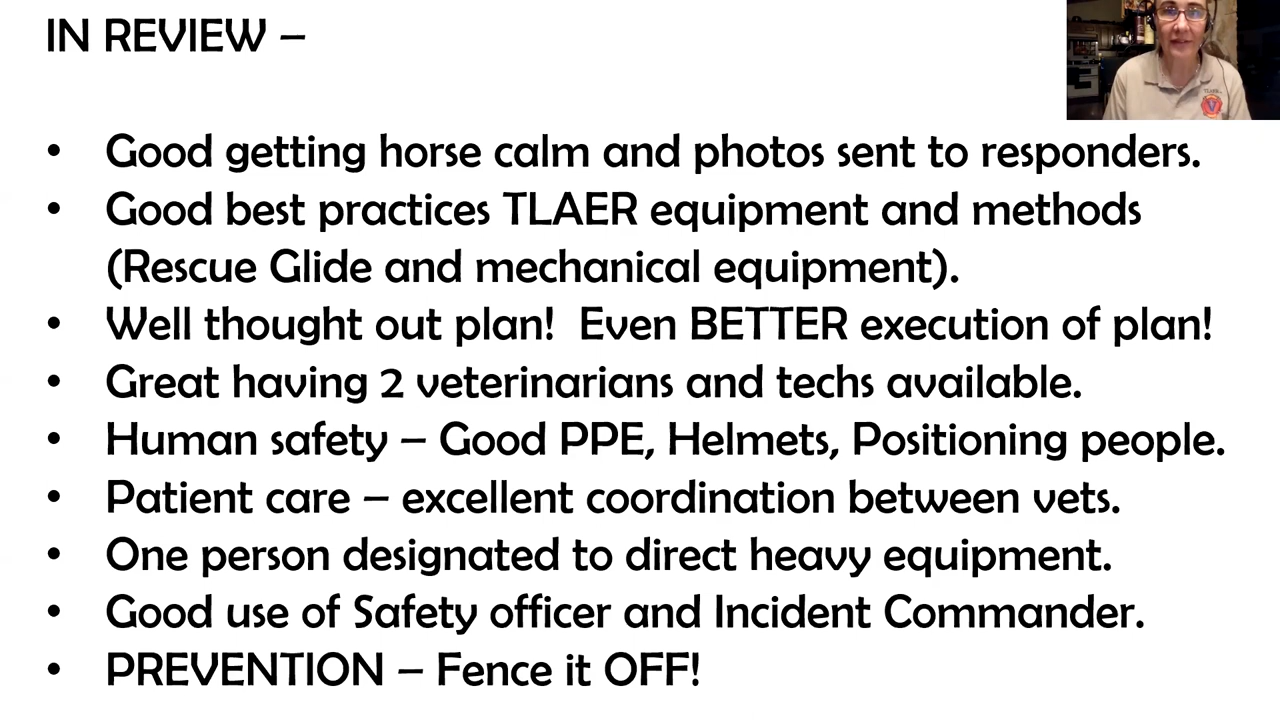 IN REVIEW –
• Good getting horse calm and photos sent to responders.
• Good best practices TLAER equipment and methods
(Rescue Glide and mechanical equipment).
• Well thought out plan!  Even BETTER execution of plan!
• Great having 2 veterinarians and techs available.
• Human safety – Good PPE, Helmets, Positioning people.
• Patient care – excellent coordination between vets.
• One person designated to direct heavy equipment.
• Good use of Safety officer and Incident Commander.
• PREVENTION – Fence it OFF!